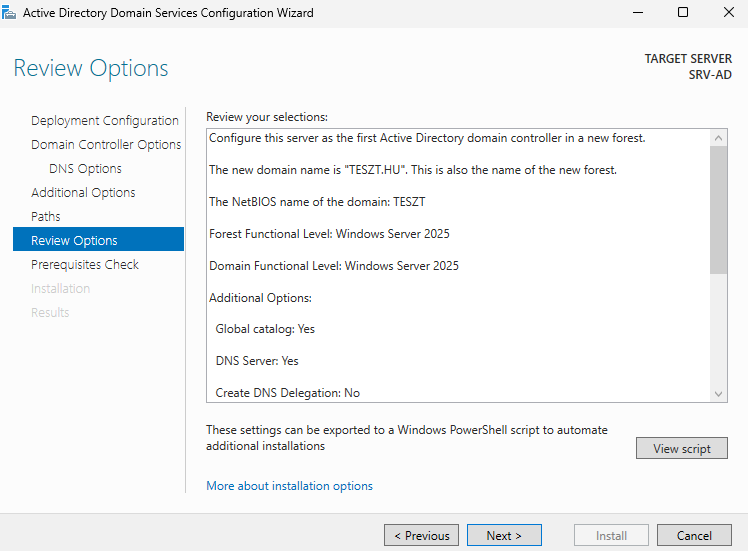 Active Directory Domain Services Configuration Wizard
Review Options
TARGET SERVER
SRV-AD
Deployment Configuration
Domain Controller Options
DNS Options
Additional Options
Paths
Review Options
Prerequisites Check
Installation
Results
Review your selections:
Configure this server as the first Active Directory domain controller in a new forest.
The new domain name is "TESZT.HU". This is also the name of the new forest.
The NetBIOS name of the domain: TESZT
Forest Functional Level: Windows Server 2025
Domain Functional Level: Windows Server 2025
Additional Options:
Global catalog: Yes
DNS Server: Yes
Create DNS Delegation: No
These settings can be exported to a Windows PowerShell script to automate
additional installations
View script
More about installation options
< Previous
Next >
Install
Cancel